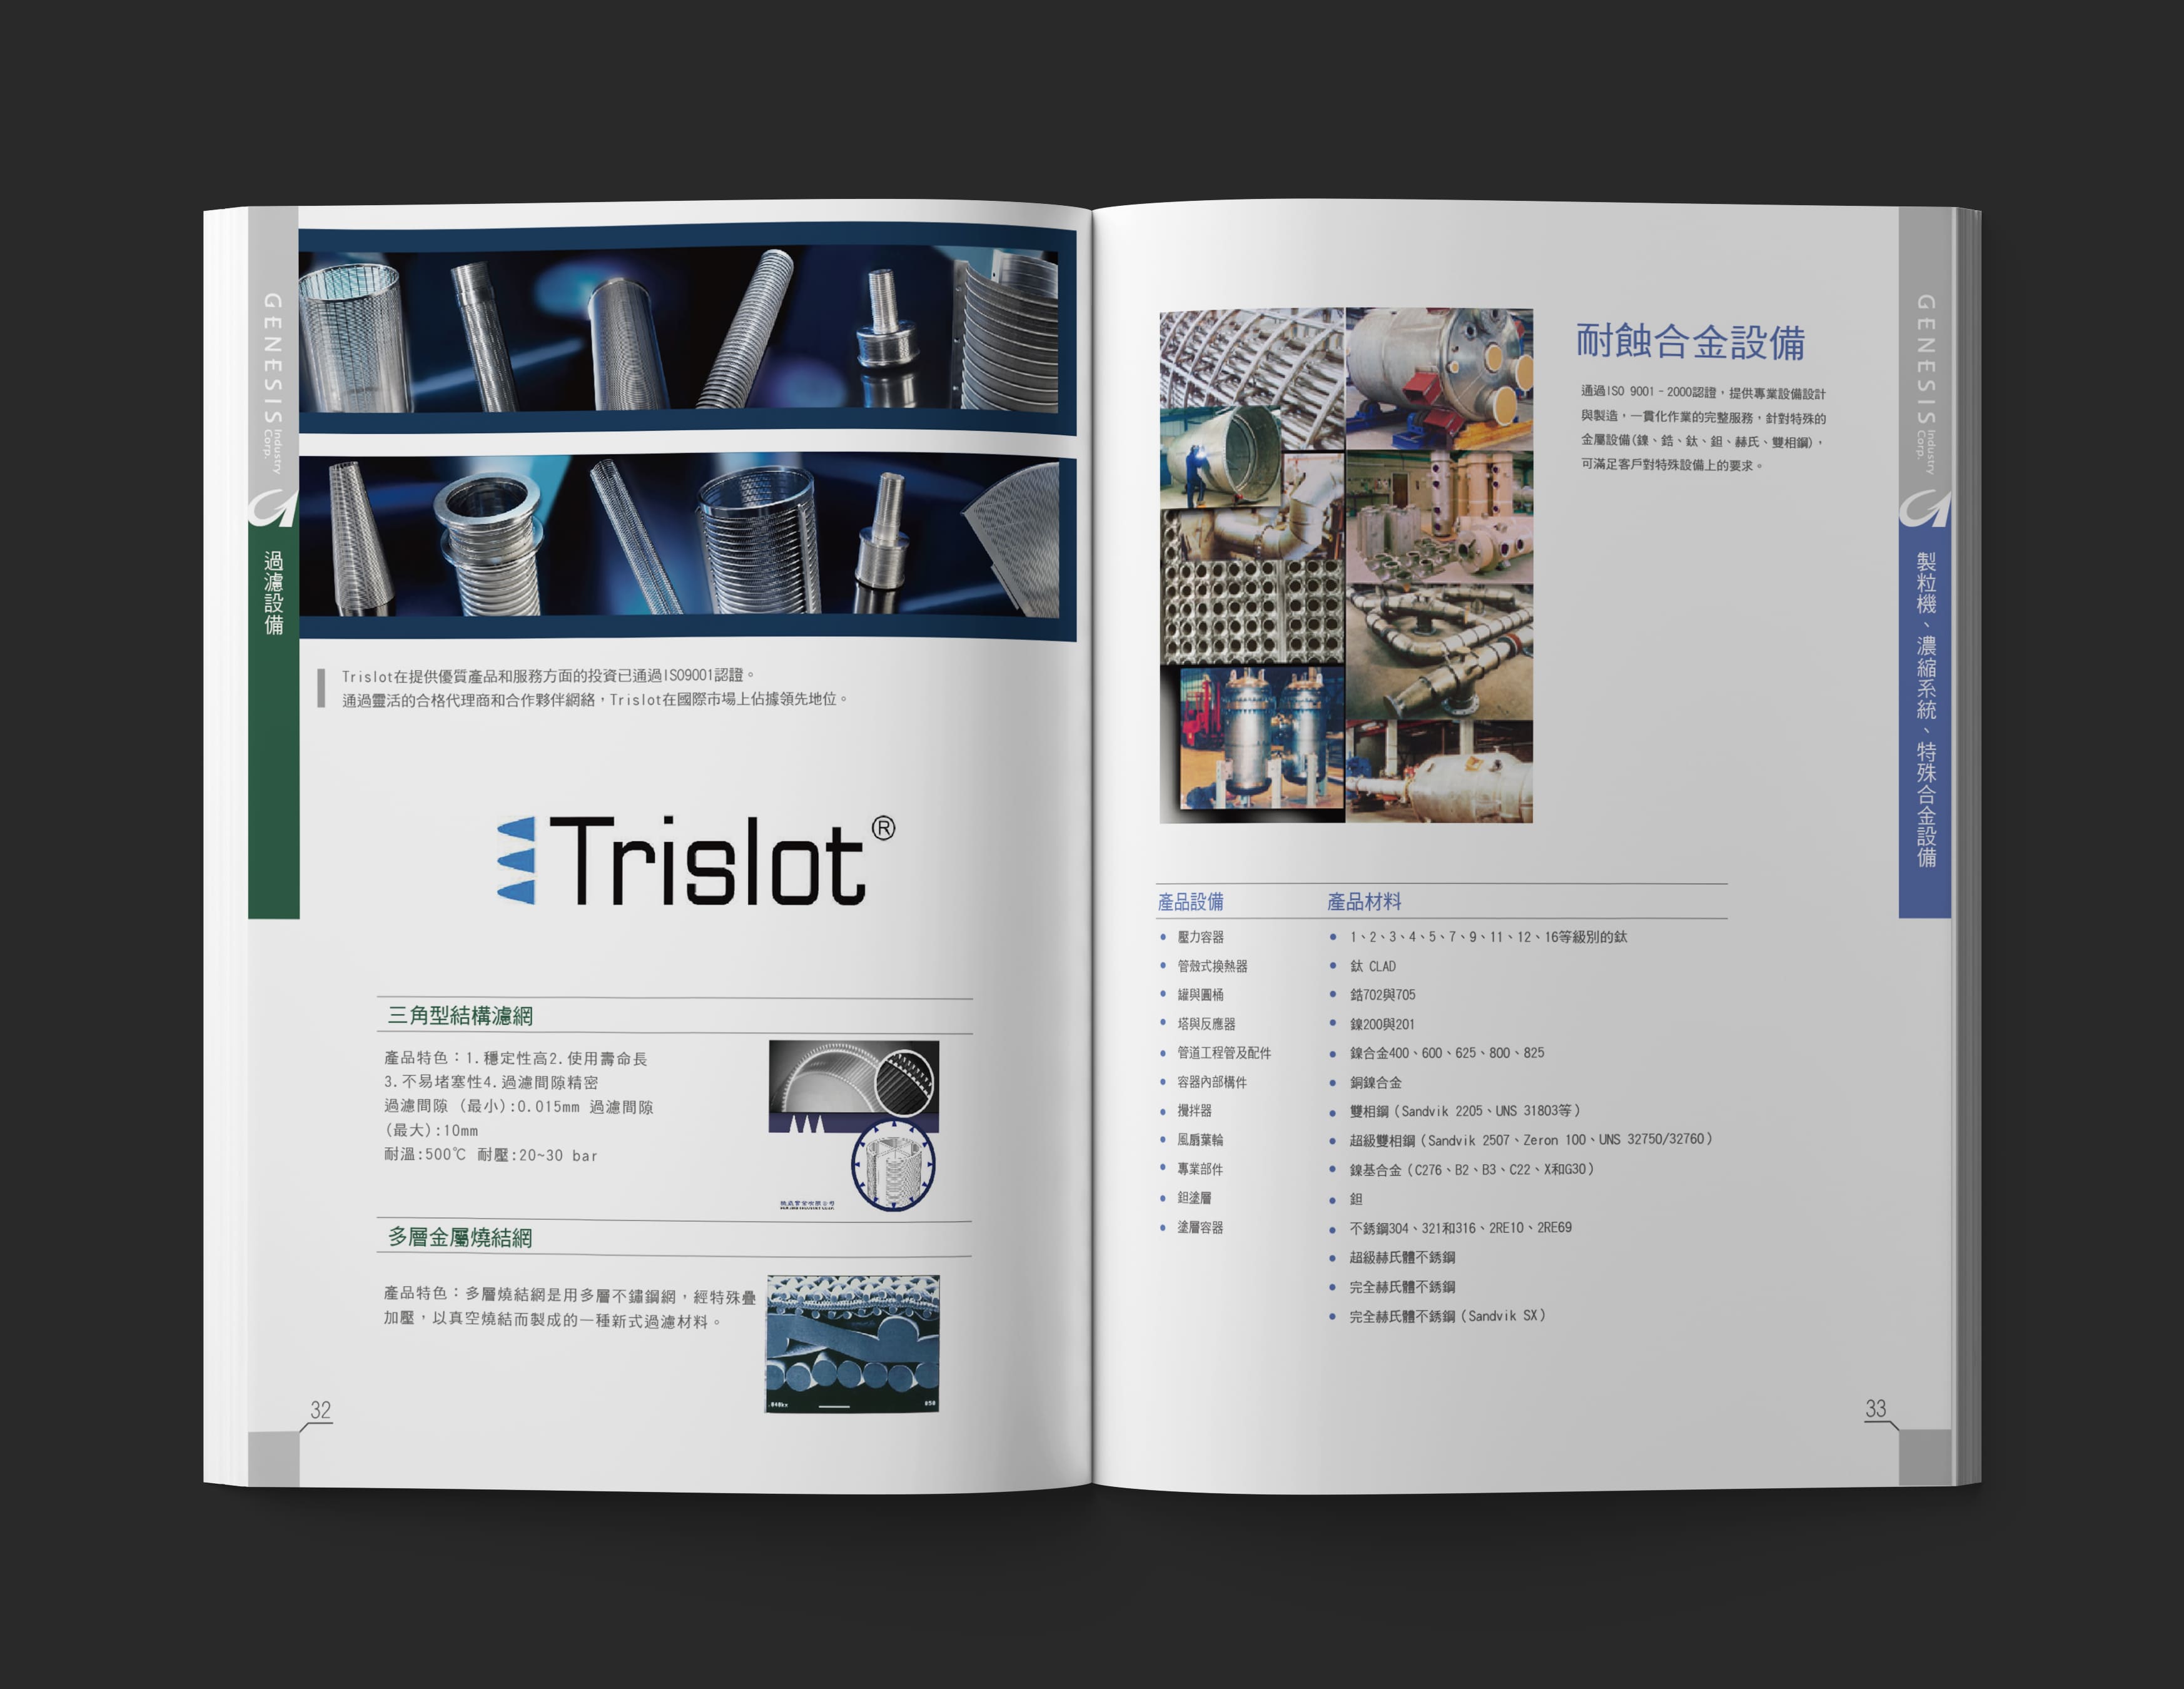 GENESIS Industry Corp.
過濾設備
Trislot在提供優質產品和服務方面的投資已通過ISO9001認證。
通過靈活的合格代理商和合作夥伴網絡，Trislot在國際市場上佔據領先地位。
Trislot®
三角型結構濾網
產品特色：1.穩定性高2.使用壽命長
3.不易堵塞性4.過濾間隙精密
過濾間隙 (最小):0.015mm 過濾間隙
(最大):10mm
耐溫:500℃ 耐壓:20~30 bar
多層金屬燒結網
產品特色：多層燒結網是用多層不鏽鋼網，經特殊疊
加壓，以真空燒結而製成的一種新式過濾材料。
32
耐蝕合金設備
通過ISO 9001–2000認證，提供專業設備設計
與製造，一貫化作業的完整服務，針對特殊的
金屬設備(鎳、鋯、鈦、鉭、赫氏、雙相鋼)，
可滿足客戶對特殊設備上的要求。
產品設備
• 壓力容器
• 管殼式換熱器
• 罐與圓桶
• 塔與反應器
• 管道工程管及配件
• 容器內部構件
• 攪拌器
• 風扇葉輪
• 專業部件
• 鉭塗層
• 塗層容器
產品材料
• 1、2、3、4、5、7、9、11、12、16等級別的鈦
• 鈦 CLAD
• 鋯702與705
• 鎳200與201
• 鎳合金400、600、625、800、825
• 銅鎳合金
• 雙相鋼（Sandvik 2205、UNS 31803等）
• 超級雙相鋼（Sandvik 2507、Zeron 100、UNS 32750/32760）
• 鎳基合金（C276、B2、B3、C22、X和G30）
• 鉭
• 不銹鋼304、321和316、2RE10、2RE69
• 超級赫氏體不銹鋼
• 完全赫氏體不銹鋼
• 完全赫氏體不銹鋼（Sandvik SX）
GENESIS Industry Corp.
製粒機、濃縮系統、特殊合金設備
33